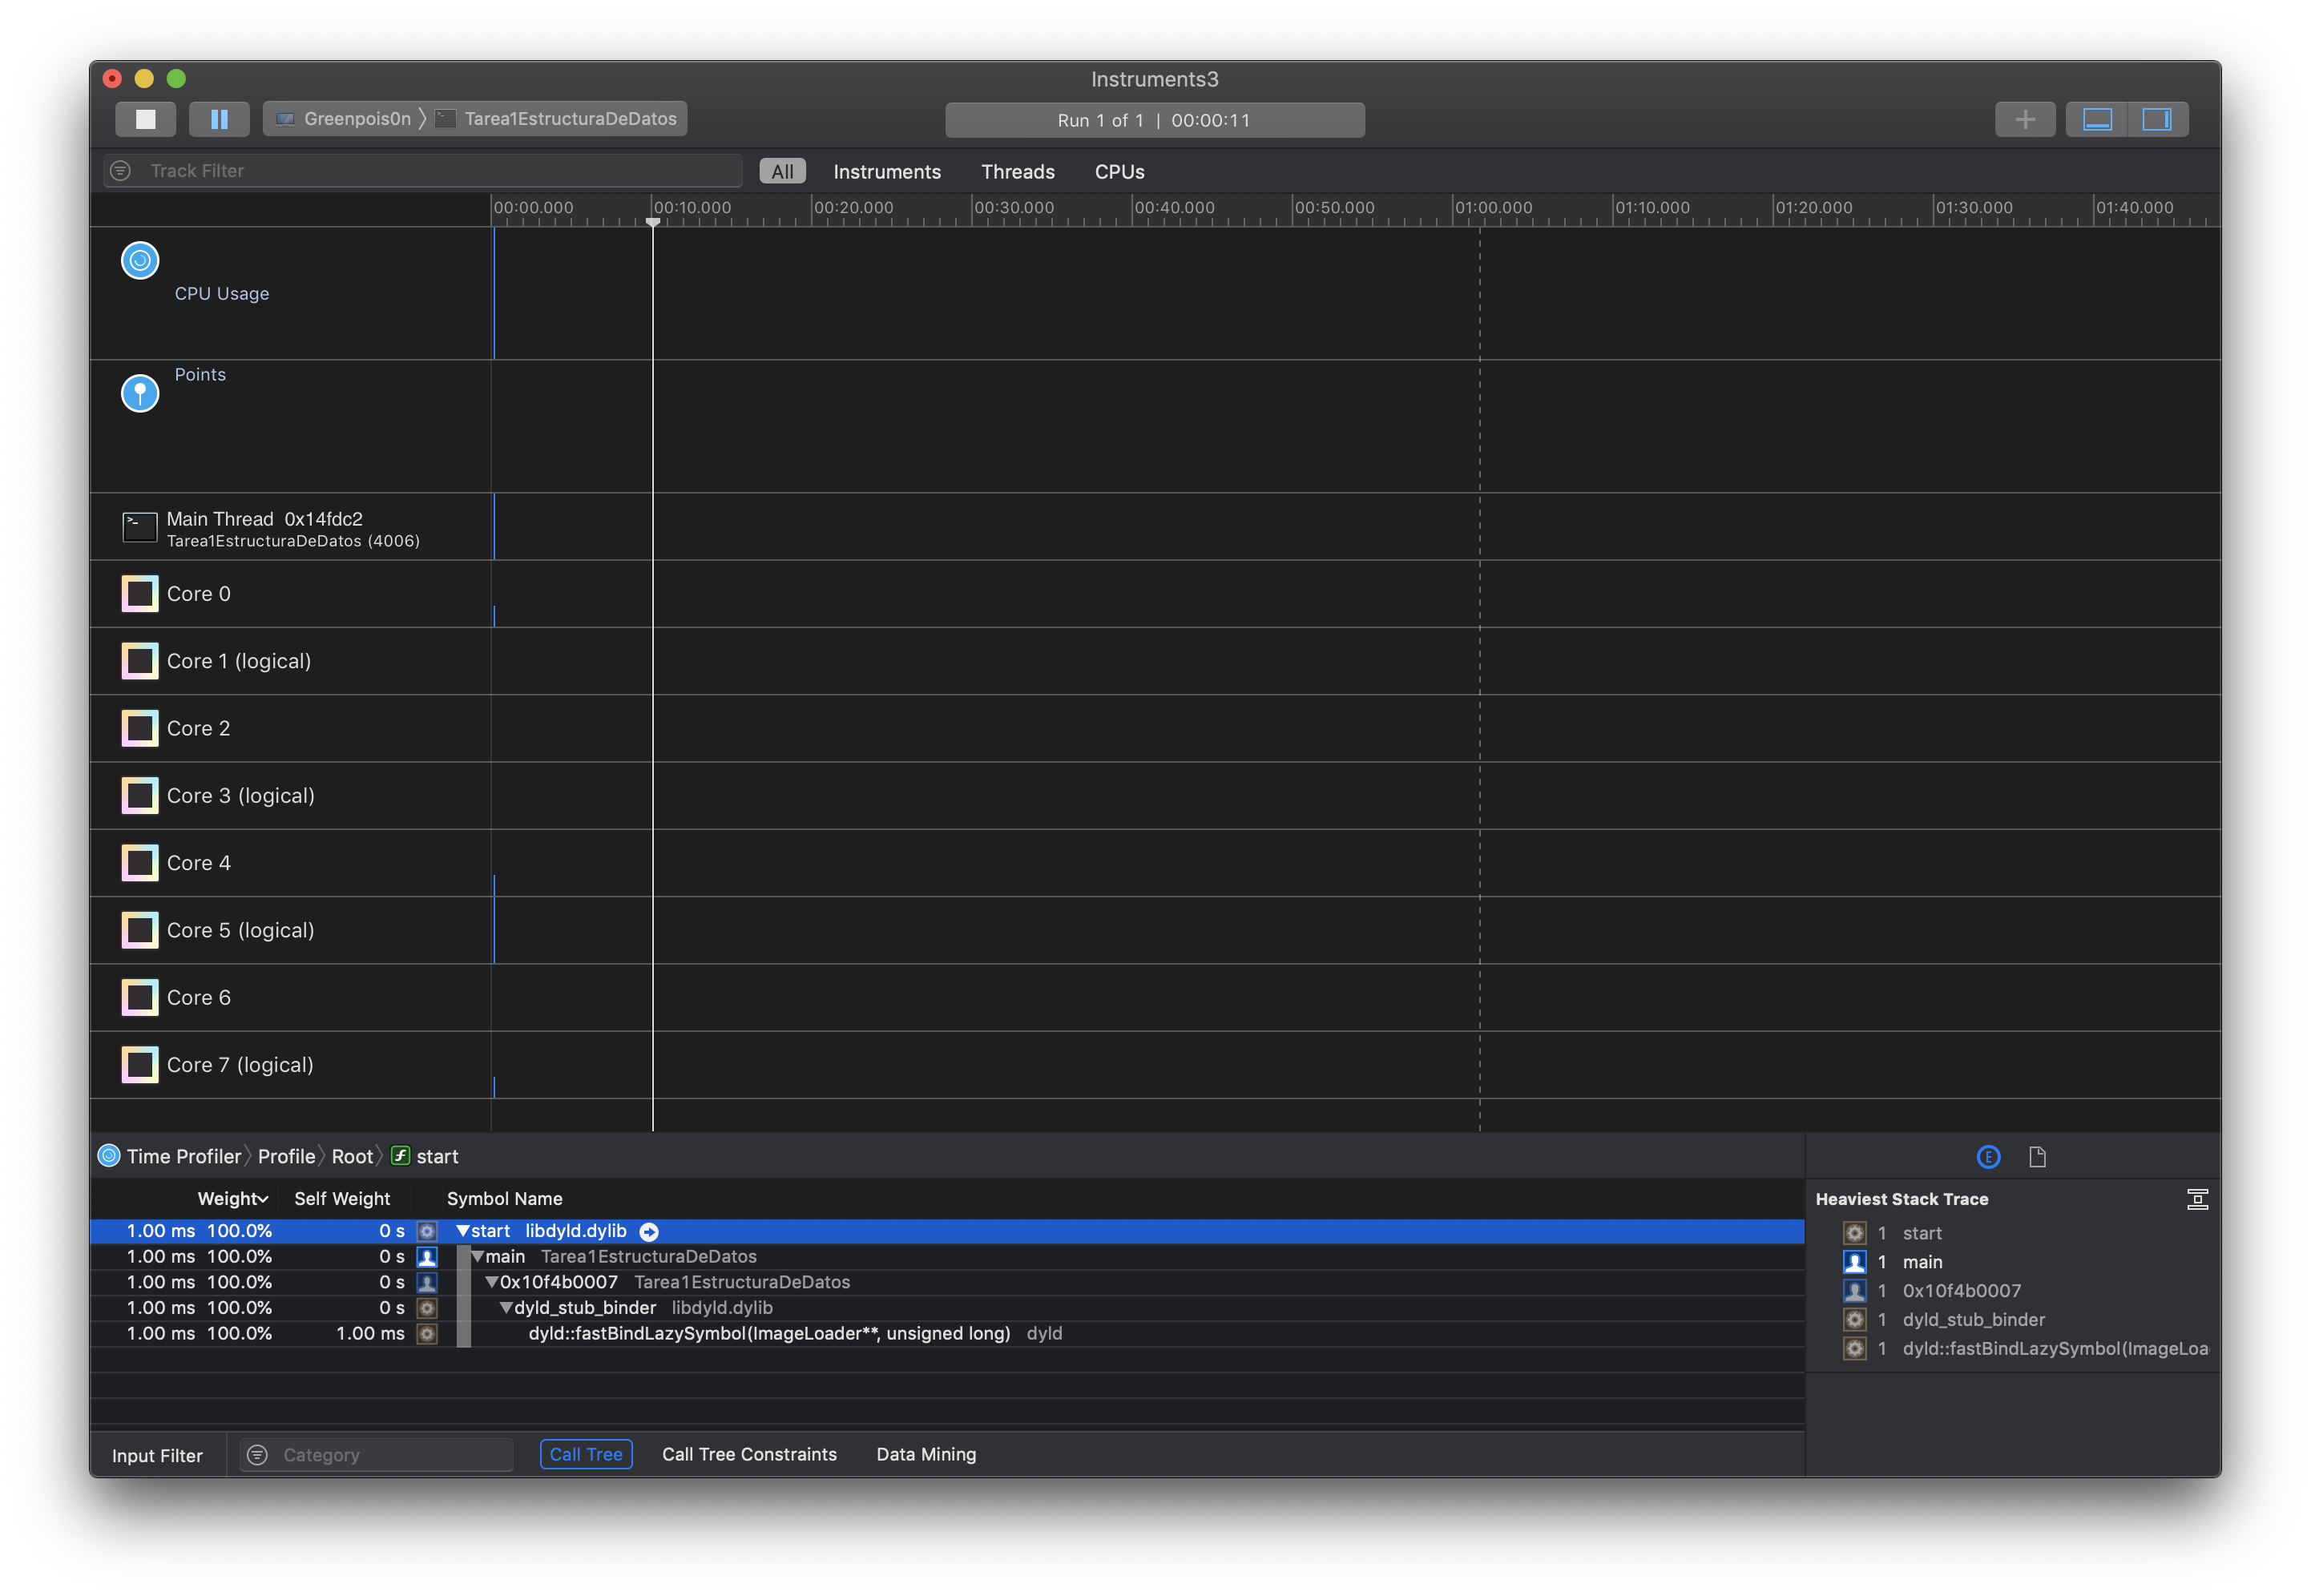 Instruments3
Greenpois0n Tarea1EstructuraDeDatos
Run 1 of 1 | 00:00:11
Track Filter
All Instruments Threads CPUs
00:00.000 00:10.000 00:20.000 00:30.000 00:40.000 00:50.000 01:00.000 01:10.000 01:20.000 01:30.000 01:40.000
CPU Usage
Points
Main Thread 0x14fdc2
Tarea1EstructuraDeDatos (4006)
Core 0
Core 1 (logical)
Core 2
Core 3 (logical)
Core 4
Core 5 (logical)
Core 6
Core 7 (logical)
Time Profiler Profile Root start
Weight Self Weight Symbol Name
1.00 ms 100.0% 0 s start libdyld.dylib
1.00 ms 100.0% 0 s main Tarea1EstructuraDeDatos
1.00 ms 100.0% 0 s 0x10f4b0007 Tarea1EstructuraDeDatos
1.00 ms 100.0% 0 s dyld_stub_binder libdyld.dylib
1.00 ms 100.0% 1.00 ms dyld::fastBindLazySymbol(ImageLoader**, unsigned long) dyld
Heaviest Stack Trace
1 start
1 main
1 0x10f4b0007
1 dyld_stub_binder
1 dyld::fastBindLazySymbol(ImageLoa
Input Filter Category Call Tree Call Tree Constraints Data Mining